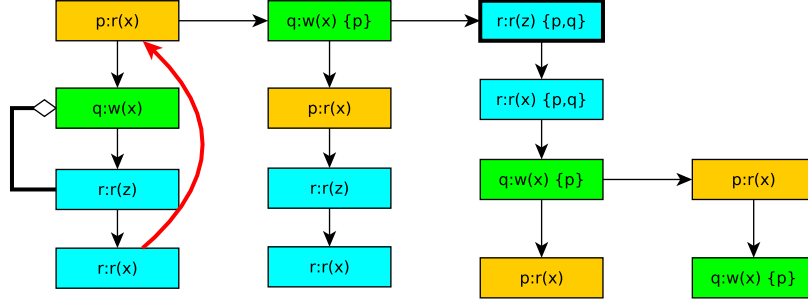 p:r(x)
q:w(x) {p}
r:r(z) {p,q}
q:w(x)
p:r(x)
r:r(x) {p,q}
r:r(z)
r:r(z)
q:w(x) {p}
p:r(x)
r:r(x)
r:r(x)
p:r(x)
q:w(x) {p}